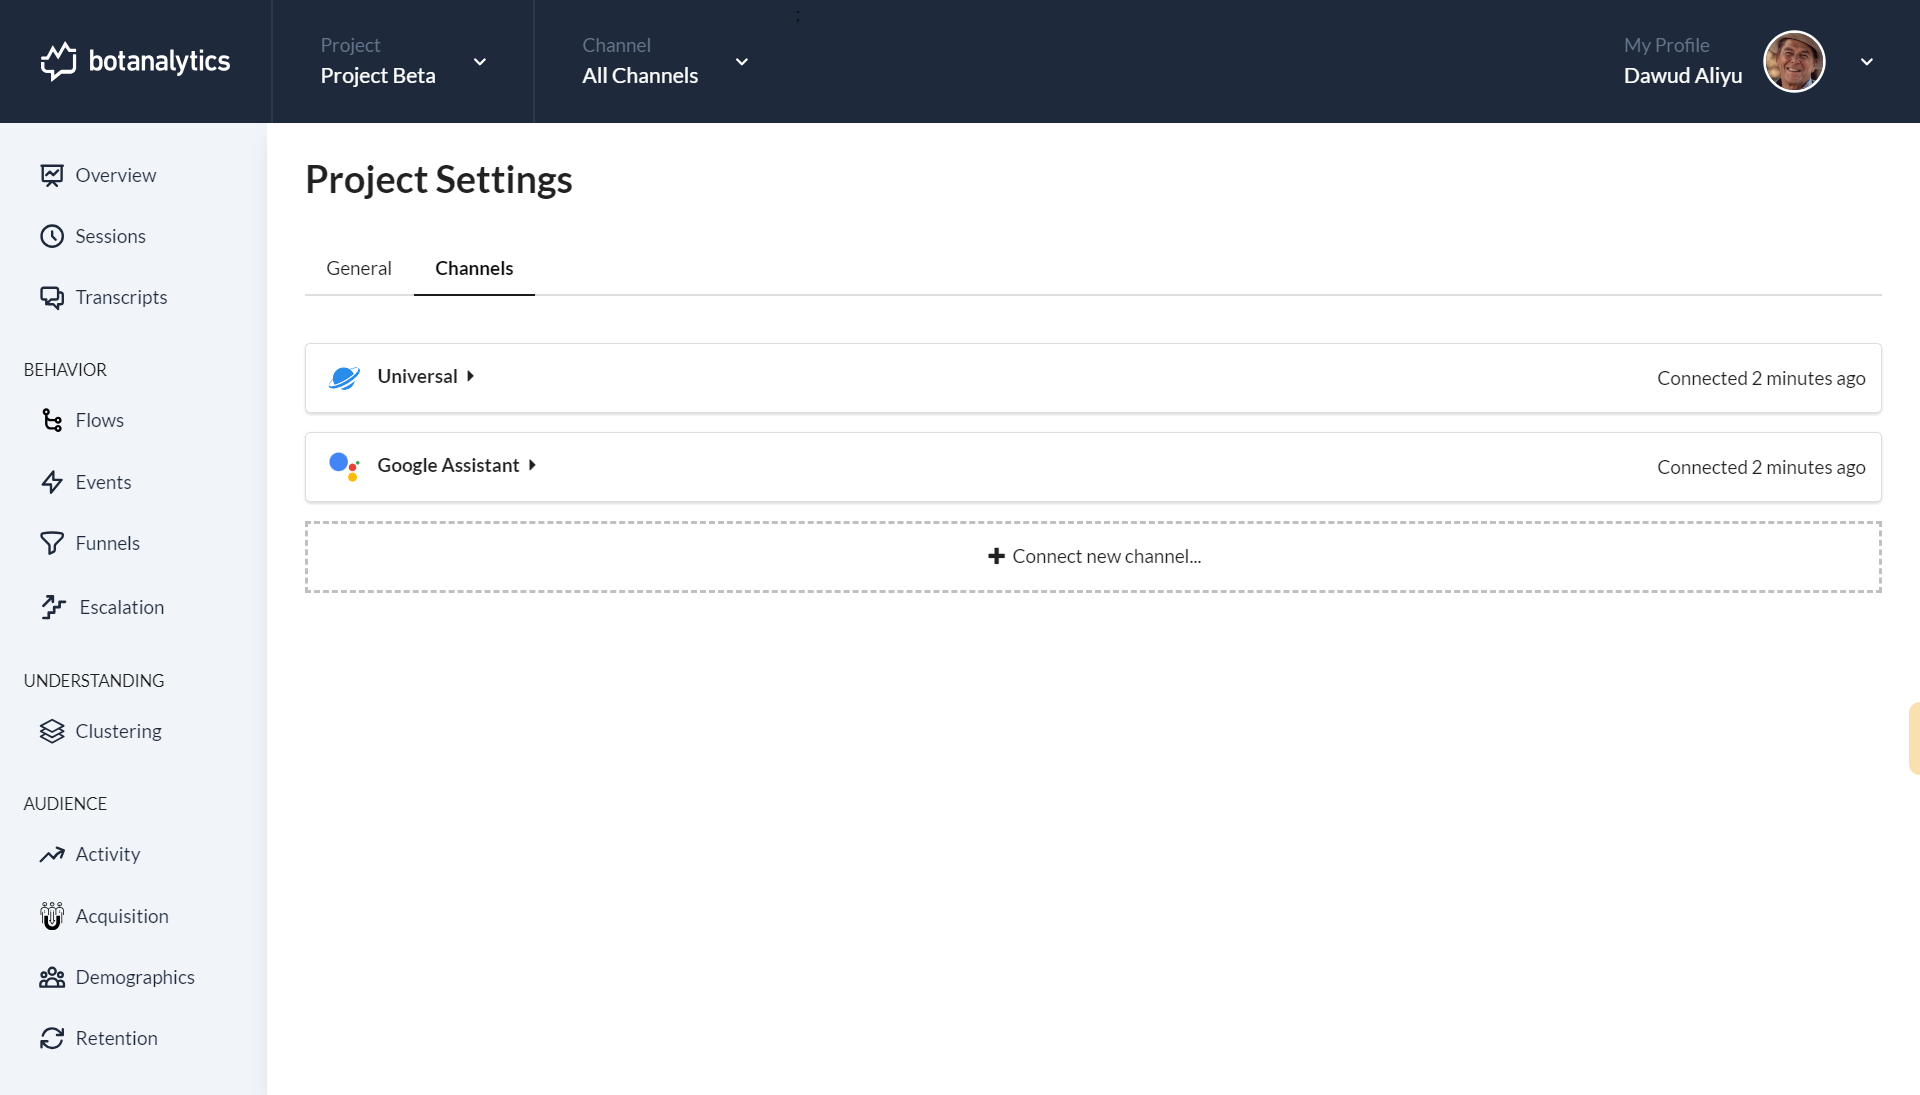 botanalytics
Project
Project Beta
Channel
All Channels
;
My Profile
Dawud Aliyu
Overview
Sessions
Transcripts
BEHAVIOR
Flows
Events
Funnels
Escalation
UNDERSTANDING
Clustering
AUDIENCE
Activity
Acquisition
Demographics
Retention
Project Settings
General
Channels
Universal
Connected 2 minutes ago
Google Assistant
Connected 2 minutes ago
Connect new channel...